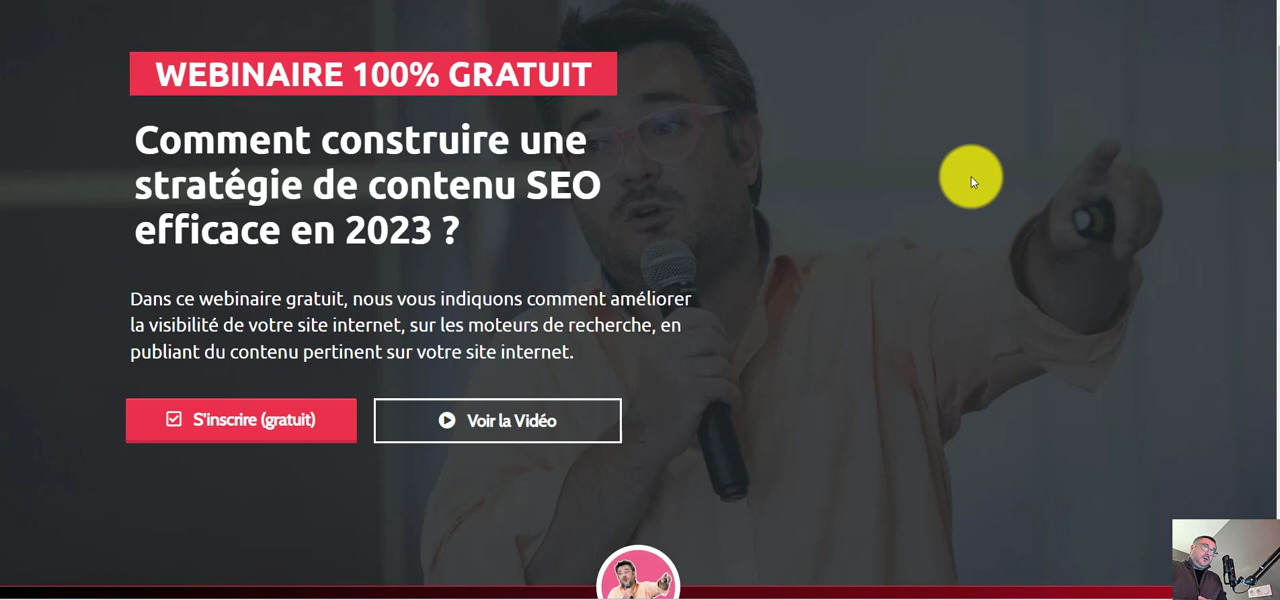 WEBINAIRE 100% GRATUIT
Comment construire une
stratégie de contenu SEO
efficace en 2023 ?
Dans ce webinaire gratuit, nous vous indiquons comment améliorer
la visibilité de votre site internet, sur les moteurs de recherche, en
publiant du contenu pertinent sur votre site internet.
S'inscrire (gratuit)
Voir la Vidéo